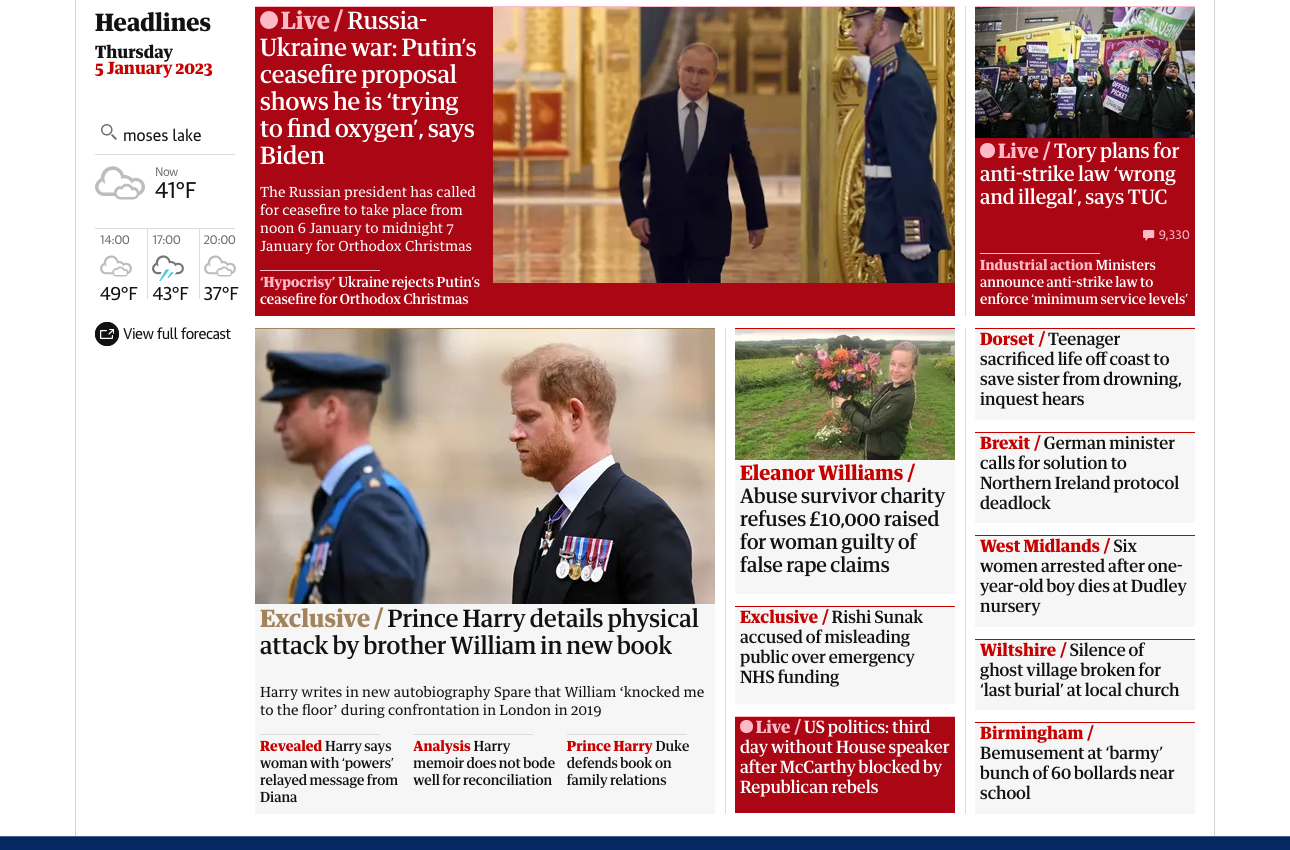 Headlines
Thursday
5 January 2023
moses lake
Now
41°F
14:00
17:00
20:00
49°F
43°F
37°F
View full forecast
Live / Russia-
Ukraine war: Putin’s
ceasefire proposal
shows he is ‘trying
to find oxygen’, says
Biden
The Russian president has called
for ceasefire to take place from
noon 6 January to midnight 7
January for Orthodox Christmas
‘Hypocrisy’ Ukraine rejects Putin’s
ceasefire for Orthodox Christmas
OFFICIAL
PICKET
Live / Tory plans for
anti-strike law ‘wrong
and illegal’, says TUC
9,330
Industrial action Ministers
announce anti-strike law to
enforce ‘minimum service levels’
Exclusive / Prince Harry details physical
attack by brother William in new book
Harry writes in new autobiography Spare that William ‘knocked me
to the floor’ during confrontation in London in 2019
Revealed Harry says
woman with ‘powers’
relayed message from
Diana
Analysis Harry
memoir does not bode
well for reconciliation
Prince Harry Duke
defends book on
family relations
Eleanor Williams /
Abuse survivor charity
refuses £10,000 raised
for woman guilty of
false rape claims
Exclusive / Rishi Sunak
accused of misleading
public over emergency
NHS funding
Live / US politics: third
day without House speaker
after McCarthy blocked by
Republican rebels
Dorset / Teenager
sacrificed life off coast to
save sister from drowning,
inquest hears
Brexit / German minister
calls for solution to
Northern Ireland protocol
deadlock
West Midlands / Six
women arrested after one-
year-old boy dies at Dudley
nursery
Wiltshire / Silence of
ghost village broken for
‘last burial’ at local church
Birmingham /
Bemusement at ‘barmy’
bunch of 60 bollards near
school